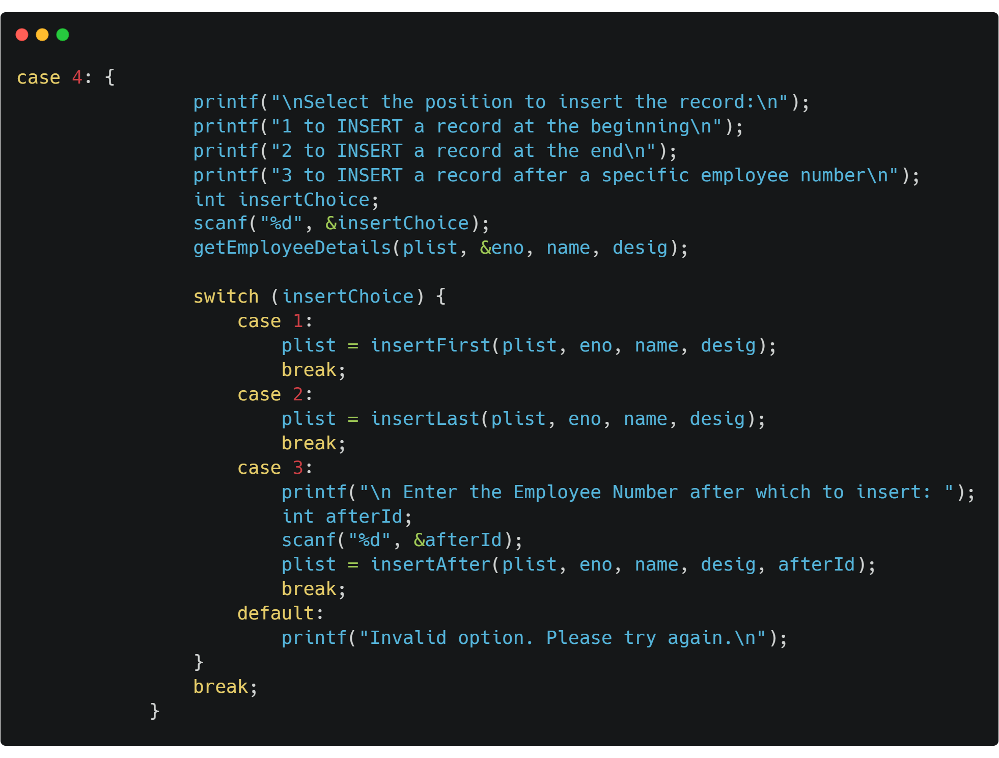 case 4: {
                printf("\nSelect the position to insert the record:\n");
                printf("1 to INSERT a record at the beginning\n");
                printf("2 to INSERT a record at the end\n");
                printf("3 to INSERT a record after a specific employee number\n");
                int insertChoice;
                scanf("%d", &insertChoice);
                getEmployeeDetails(plist, &eno, name, desig);

                switch (insertChoice) {
                    case 1:
                        plist = insertFirst(plist, eno, name, desig);
                        break;
                    case 2:
                        plist = insertLast(plist, eno, name, desig);
                        break;
                    case 3:
                        printf("\n Enter the Employee Number after which to insert: ");
                        int afterId;
                        scanf("%d", &afterId);
                        plist = insertAfter(plist, eno, name, desig, afterId);
                        break;
                    default:
                        printf("Invalid option. Please try again.\n");
                }
                break;
            }